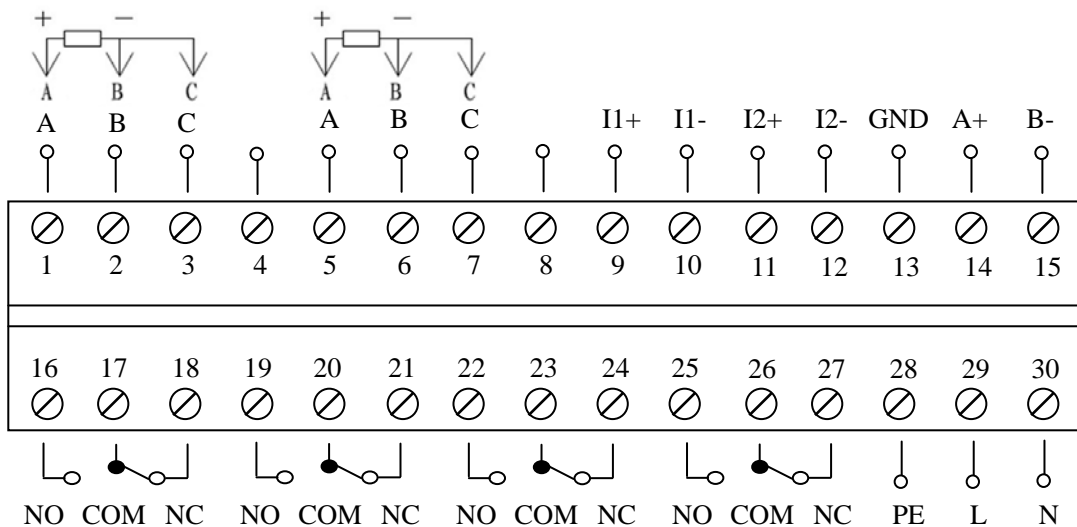 + − + −
A B C A B C
A B C A B C I1+ I1- I2+ I2- GND A+ B-
1 2 3 4 5 6 7 8 9 10 11 12 13 14 15
16 17 18 19 20 21 22 23 24 25 26 27 28 29 30
NO COM NC NO COM NC NO COM NC NO COM NC PE L N